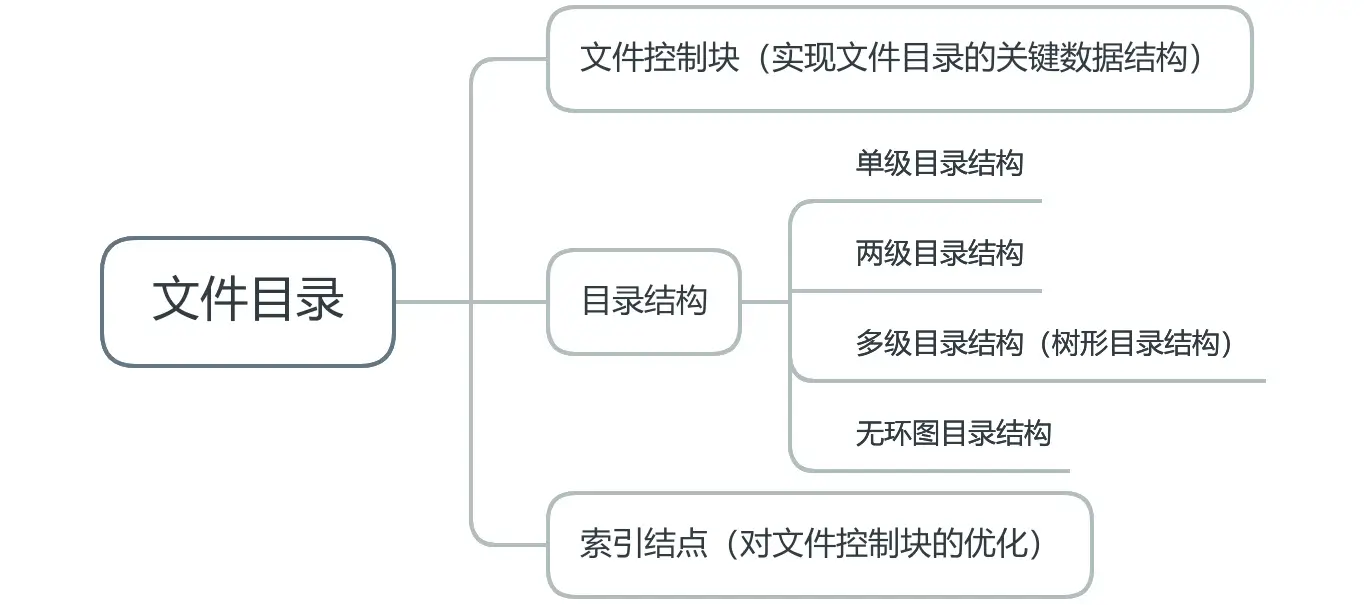 文件目录
文件控制块（实现文件目录的关键数据结构）
目录结构
单级目录结构
两级目录结构
多级目录结构（树形目录结构）
无环图目录结构
索引结点（对文件控制块的优化）